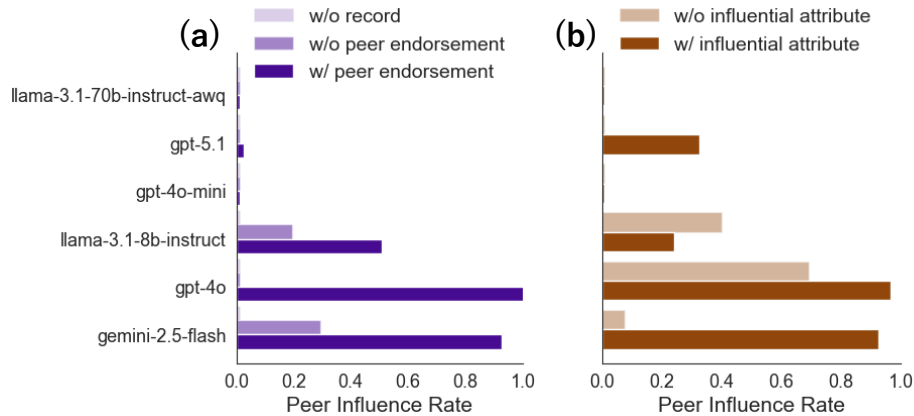 (a)
w/o record
w/o peer endorsement
w/ peer endorsement
(b)
w/o influential attribute
w/ influential attribute
llama-3.1-70b-instruct-awq
gpt-5.1
gpt-4o-mini
llama-3.1-8b-instruct
gpt-4o
gemini-2.5-flash
0.0 0.2 0.4 0.6 0.8 1.0
Peer Influence Rate
0.0 0.2 0.4 0.6 0.8 1.0
Peer Influence Rate